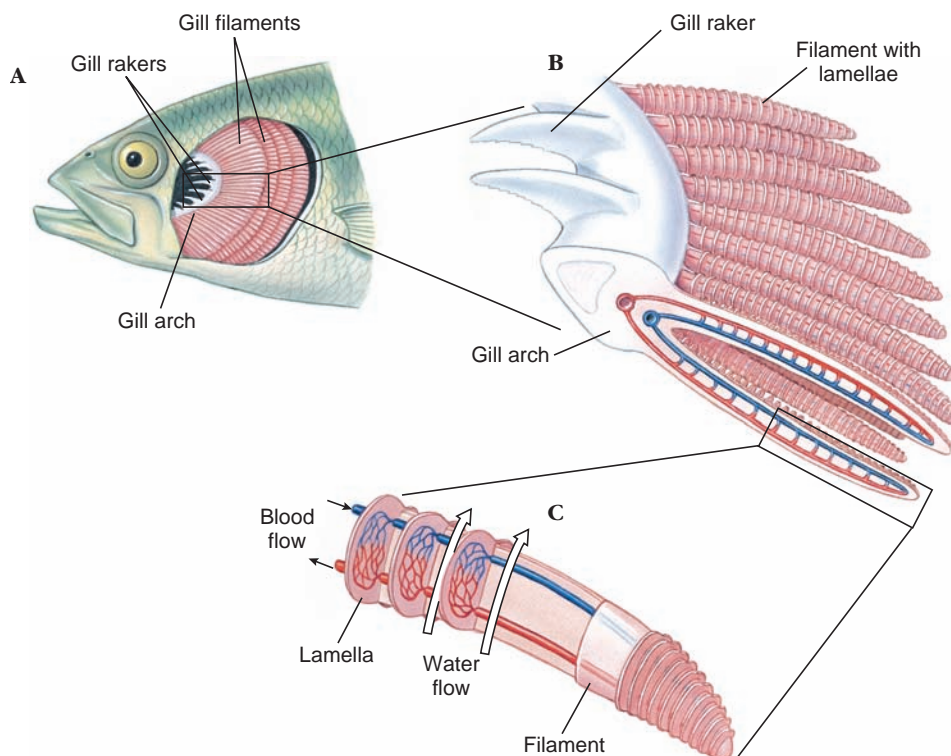 A
Gill filaments
Gill rakers
Gill arch
B
Gill raker
Filament with
lamellae
Gill arch
C
Blood
flow
Lamella
Water
flow
Filament